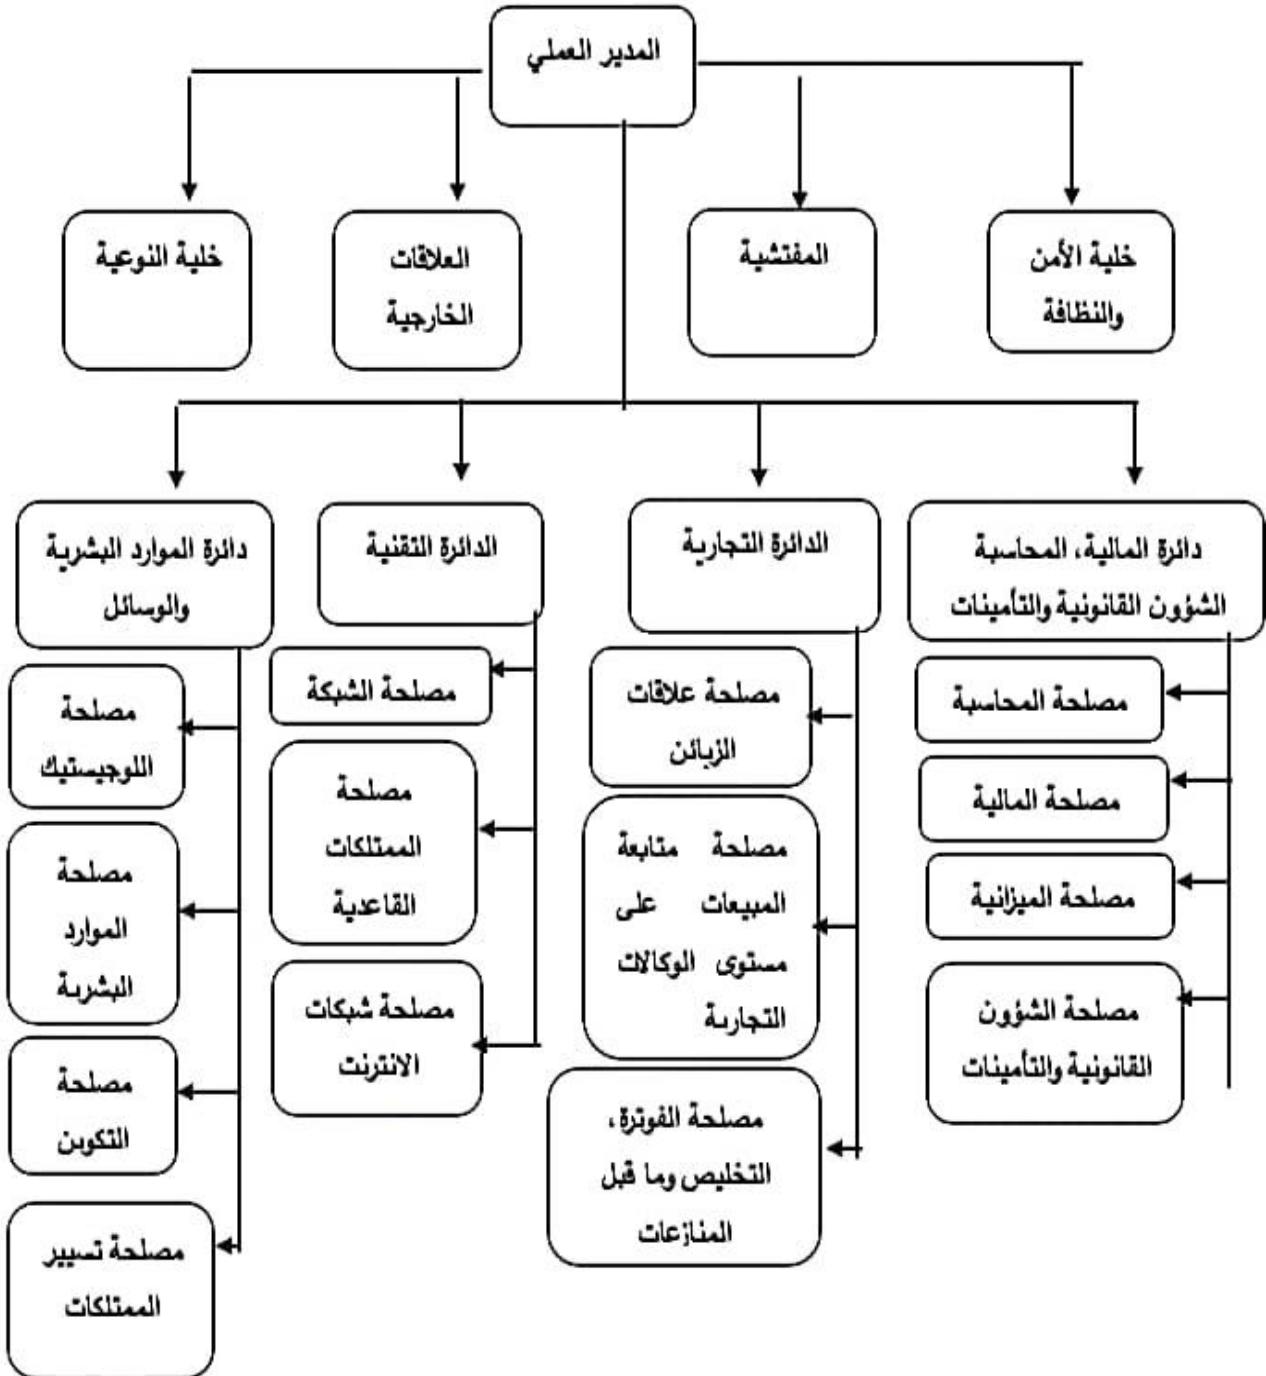 المدير العملي
خلية الأمن
والنظافة
المفتشية
العلاقات
الخارجية
خلية النوعية
دائرة المالية، المحاسبة
الشؤون القانونية والتأمينات
الدائرة التجارية
الدائرة التقنية
دائرة الموارد البشرية
والوسائل
مصلحة المحاسبة
مصلحة المالية
مصلحة الميزانية
مصلحة الشؤون
القانونية والتأمينات
مصلحة علاقات
الزبائن
مصلحة متابعة
المبيعات على
مستوى الوكالات
التجارية
مصلحة الفوترة،
التخليص وما قبل
المنازعات
مصلحة الشبكة
مصلحة
الممتلكات
القاعدية
مصلحة شبكات
الانترنت
مصلحة
اللوجيستيك
مصلحة
الموارد
البشرية
مصلحة
التكوين
مصلحة تسيير
الممتلكات